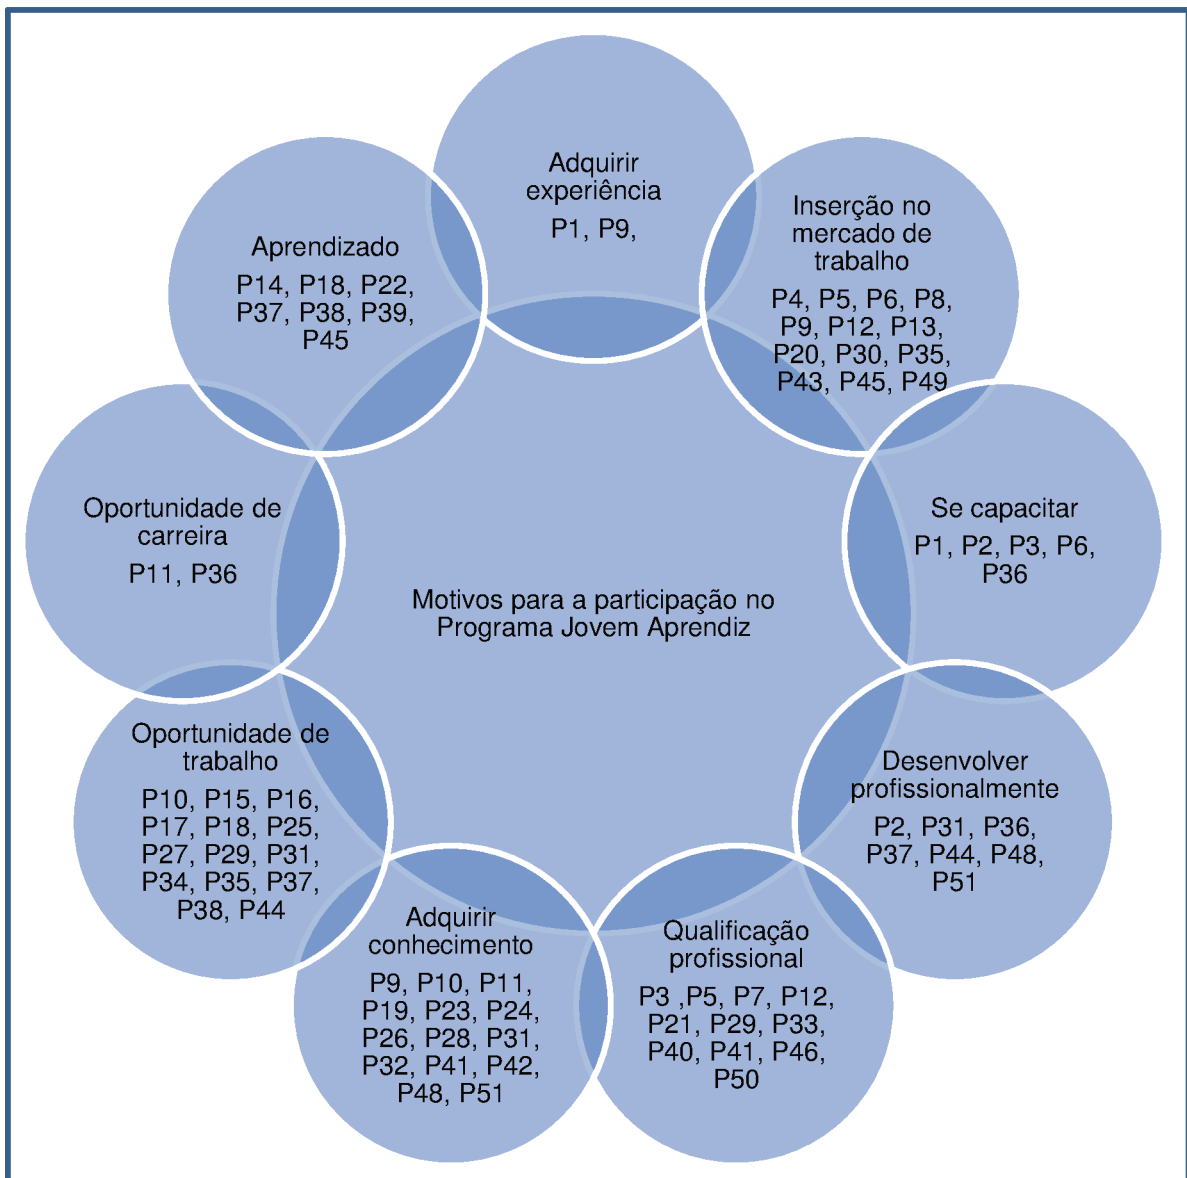 Adquirir
experiência
P1, P9,
Inserção no
mercado de
trabalho
P4, P5, P6, P8,
P9, P12, P13,
P20, P30, P35,
P43, P45, P49
Se capacitar
P1, P2, P3, P6,
P36
Desenvolver
profissionalmente
P2, P31, P36,
P37, P44, P48,
P51
Qualificação
profissional
P3 ,P5, P7, P12,
P21, P29, P33,
P40, P41, P46,
P50
Adquirir
conhecimento
P9, P10, P11,
P19, P23, P24,
P26, P28, P31,
P32, P41, P42,
P48, P51
Oportunidade de
trabalho
P10, P15, P16,
P17, P18, P25,
P27, P29, P31,
P34, P35, P37,
P38, P44
Oportunidade de
carreira
P11, P36
Aprendizado
P14, P18, P22,
P37, P38, P39,
P45
Motivos para a participação no
Programa Jovem Aprendiz